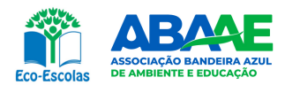 Eco-Escolas
ABAAE
ASSOCIAÇÃO BANDEIRA AZUL
DE AMBIENTE E EDUCAÇÃO